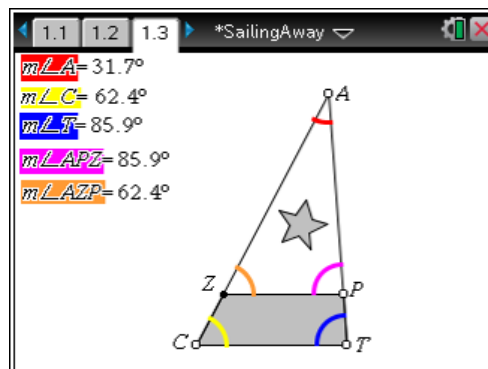 1.1 1.2 1.3 *SailingAway
m∠A= 31.7°
m∠C= 62.4°
m∠T= 85.9°
m∠APZ= 85.9°
m∠AZP= 62.4°
A
Z P
C T